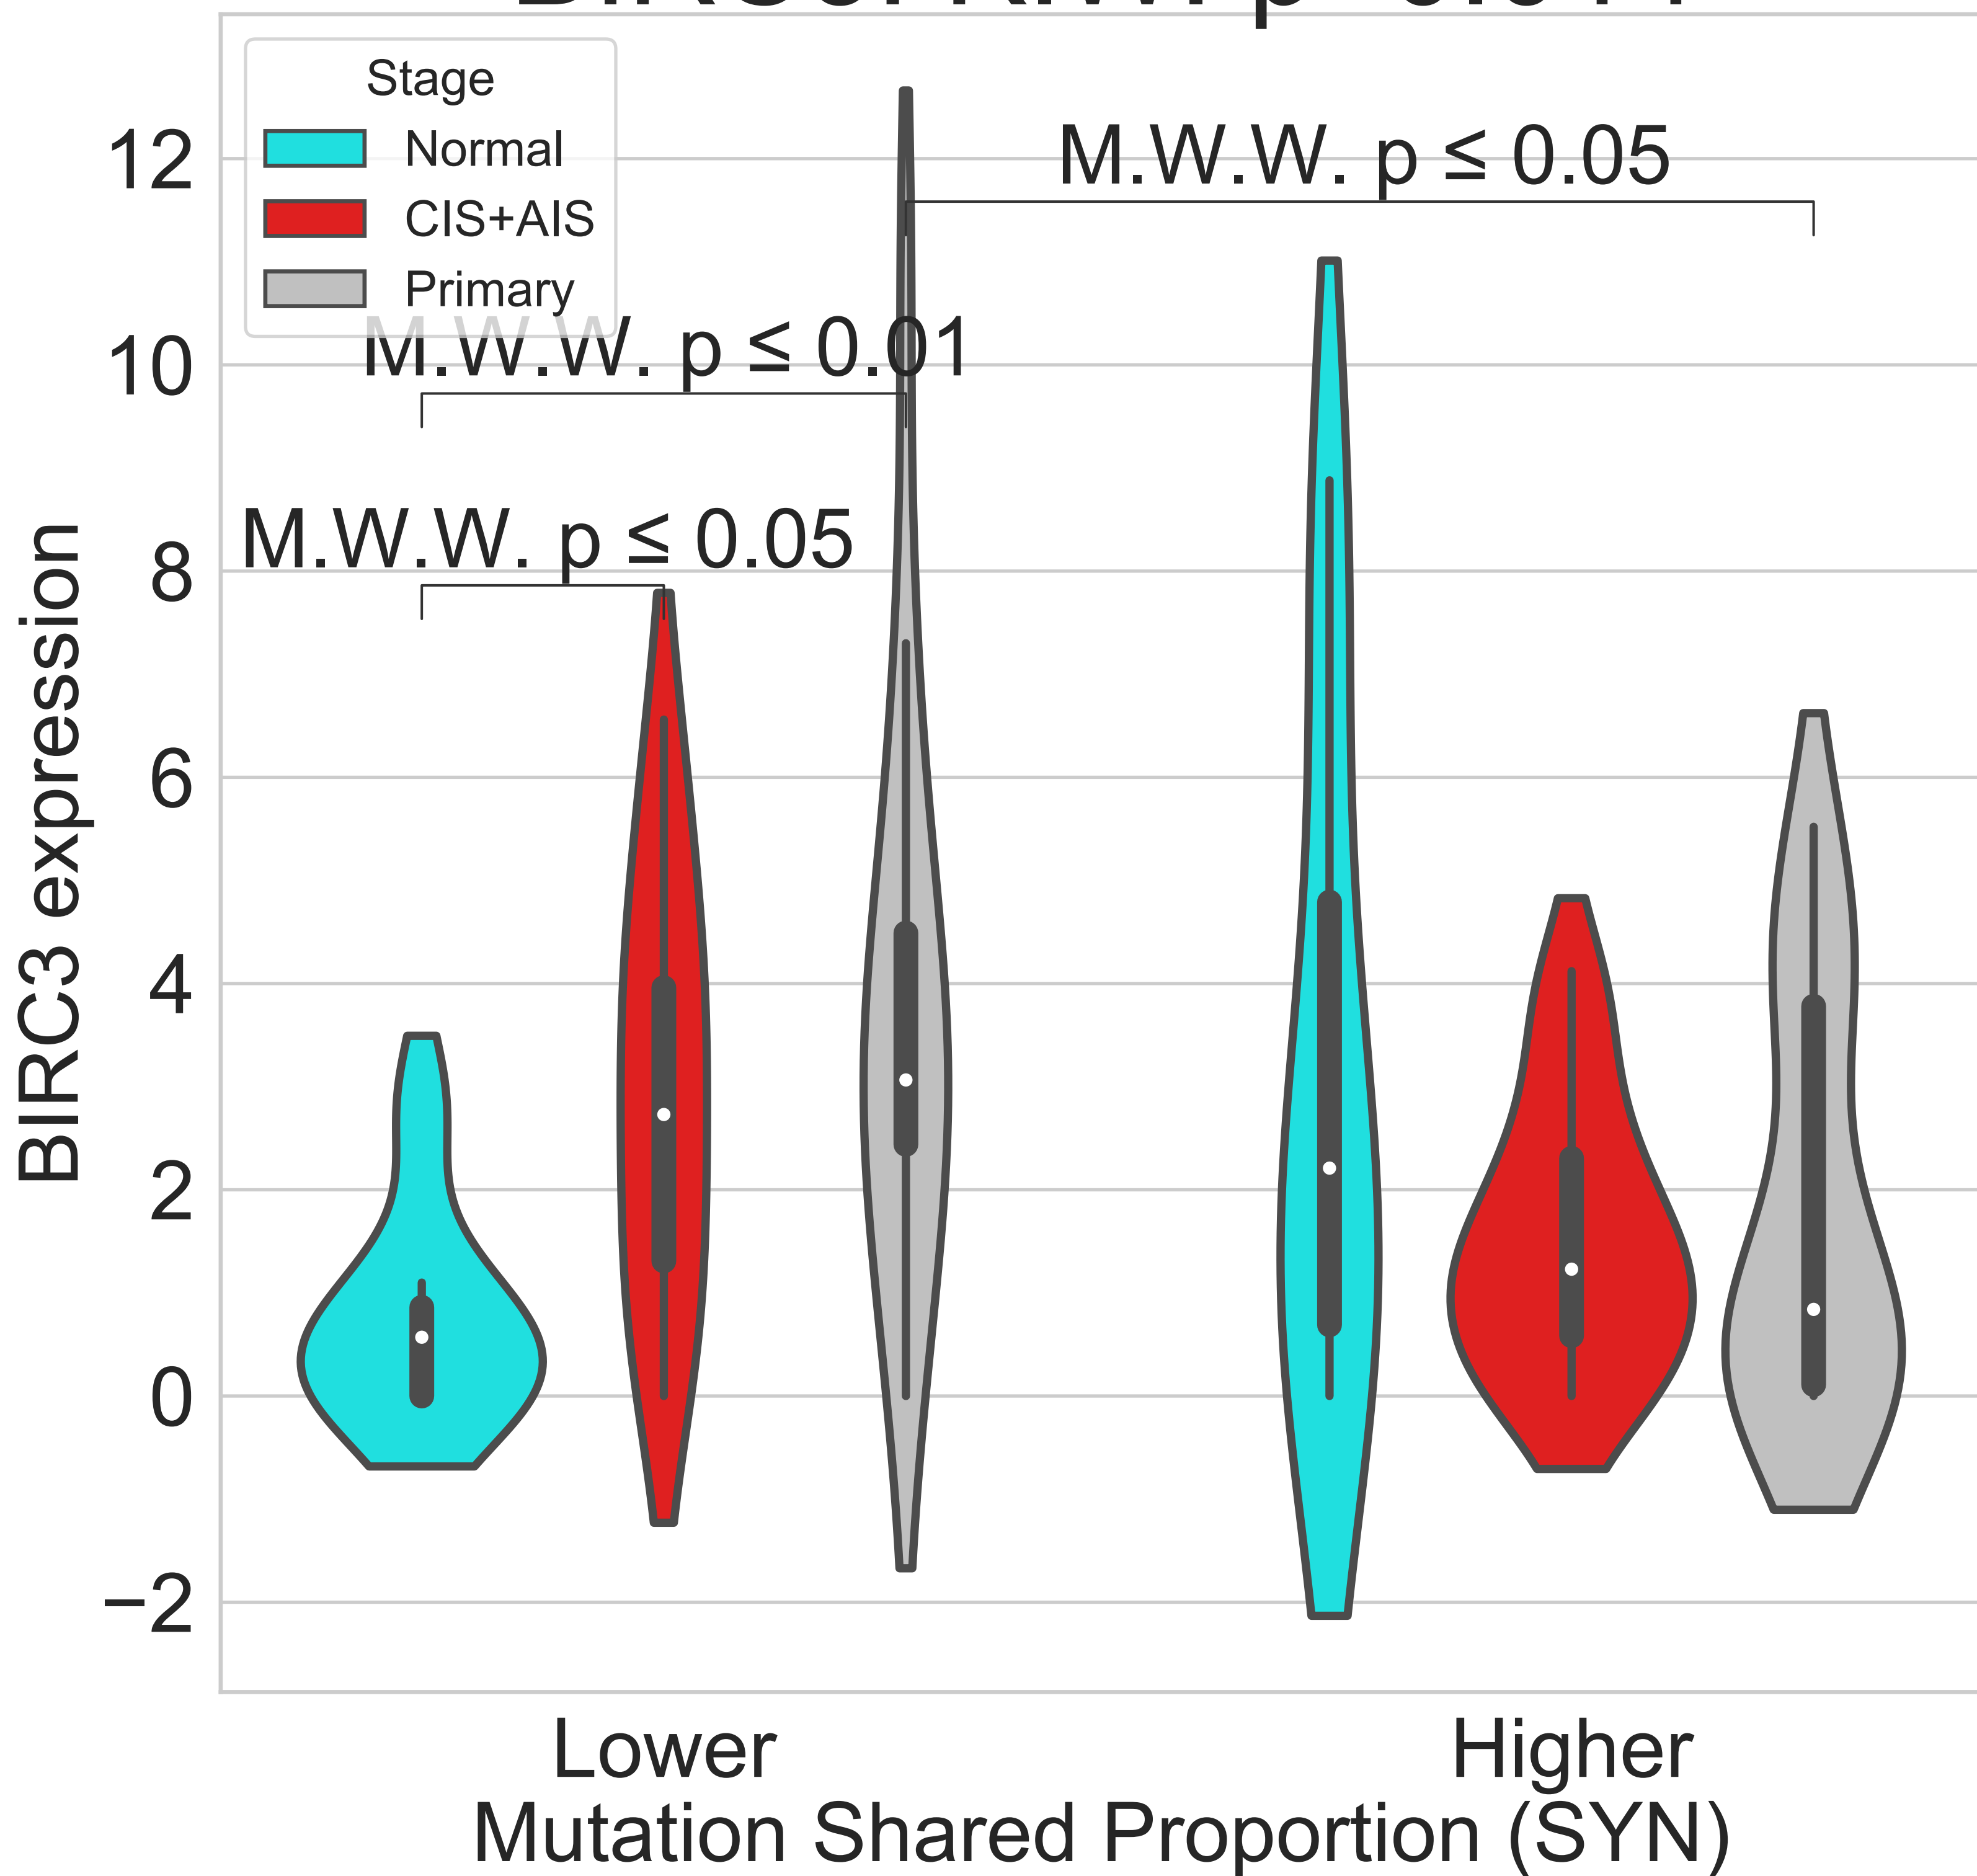 Stage
Normal
CIS+AIS
Primary
M.W.W. p ≤ 0.05
M.W.W. p ≤ 0.01
M.W.W. p ≤ 0.05
12
10
8
6
4
2
0
−2
BIRC3 expression
Lower
Higher
Mutation Shared Proportion (SYN)